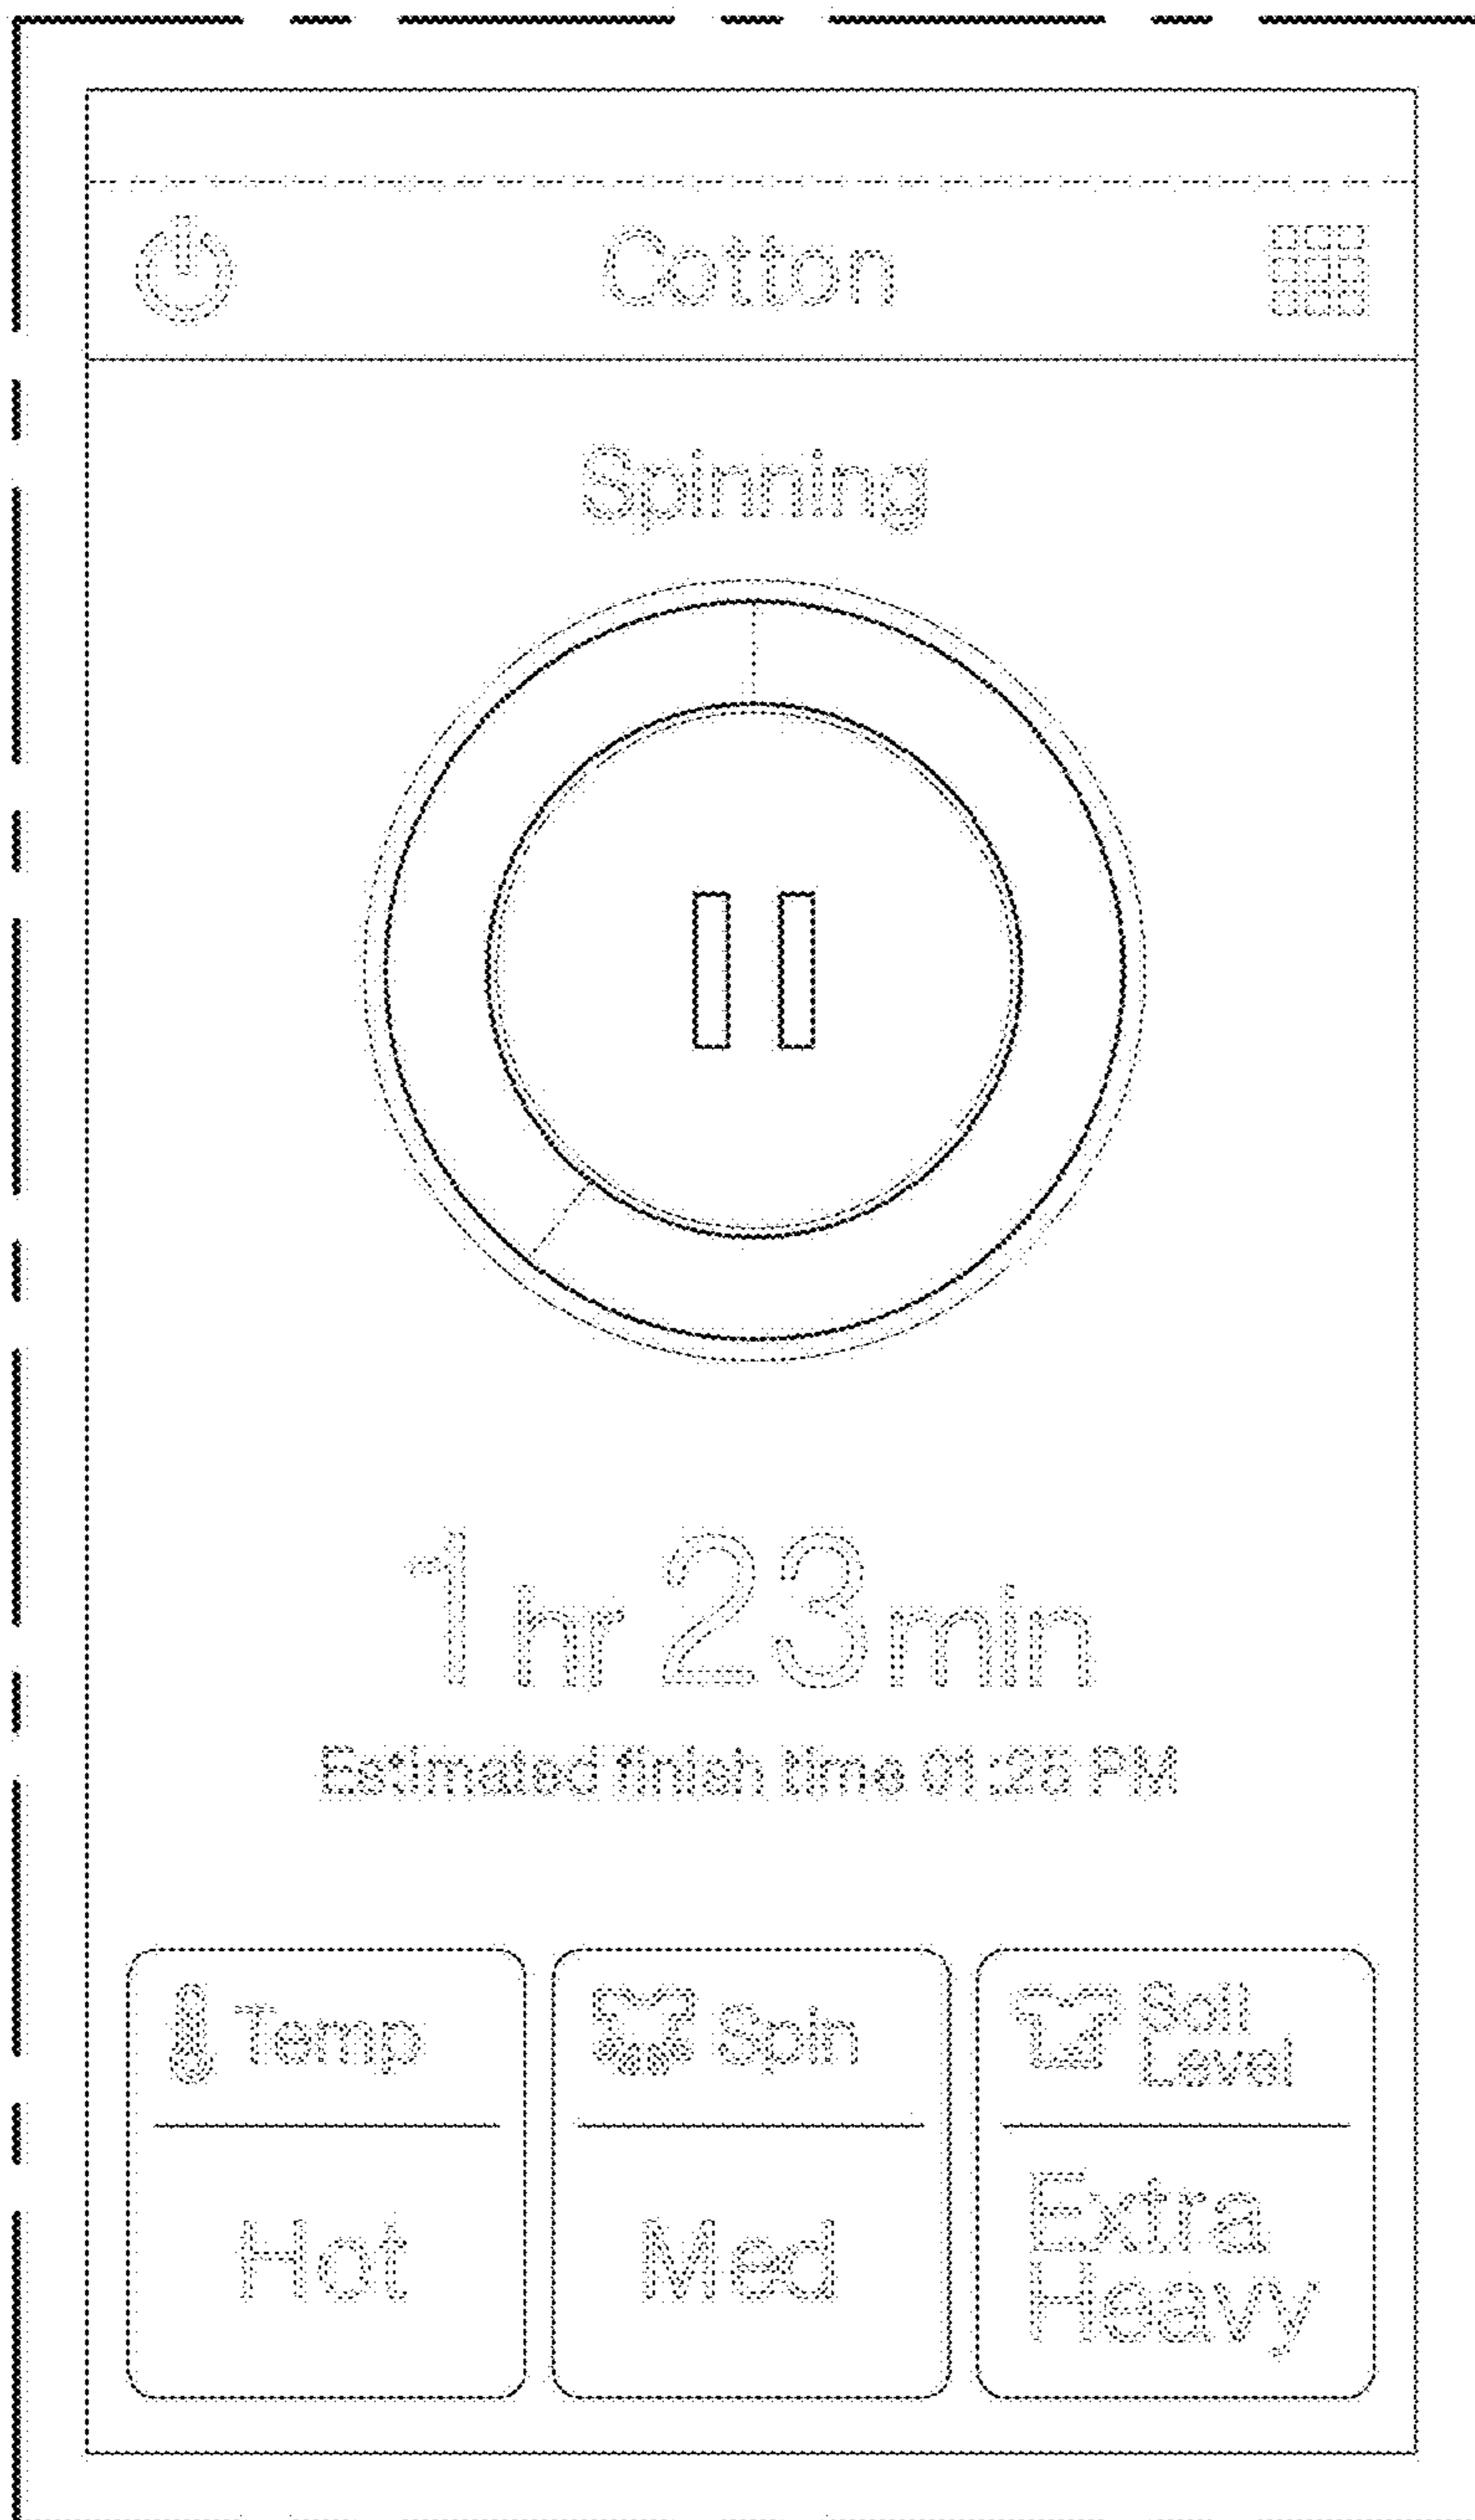 Cotton
Spinning
1 hr 23 min
Estimated finish time 01:25 PM
Temp
Hot
Spin
Med
Soil
Level
Extra
Heavy